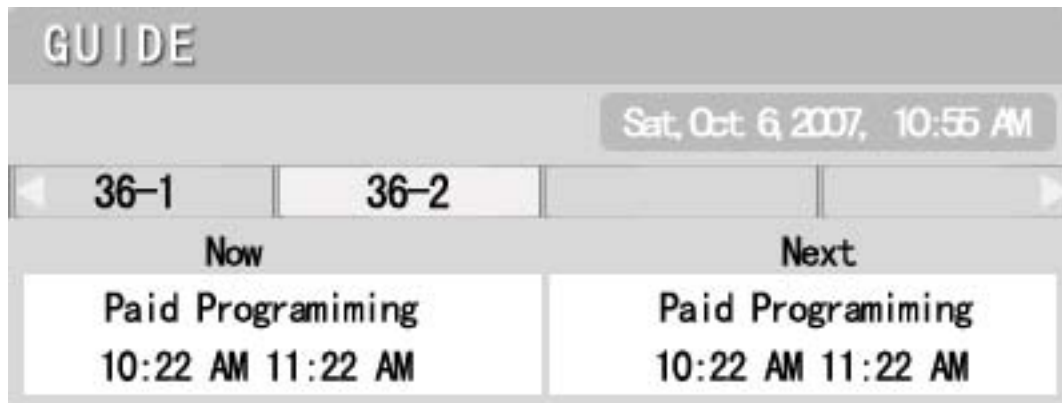 GUIDE
Sat, Oct 6, 2007, 10:55 AM
36-1 36-2
Now Next
Paid Programiming Paid Programiming
10:22 AM 11:22 AM 10:22 AM 11:22 AM